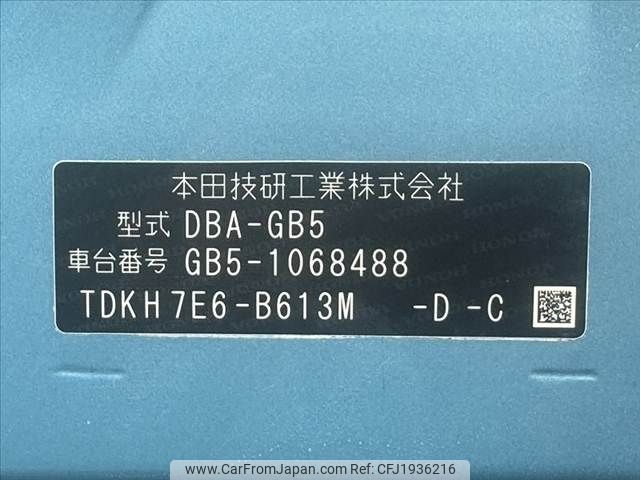 本田技研工業株式会社
型式 DBA-GB5
車台番号 GB5-1068488
TDKH7E6-B613M -D -C
www.CarFromJapan.com - CFJ1936216